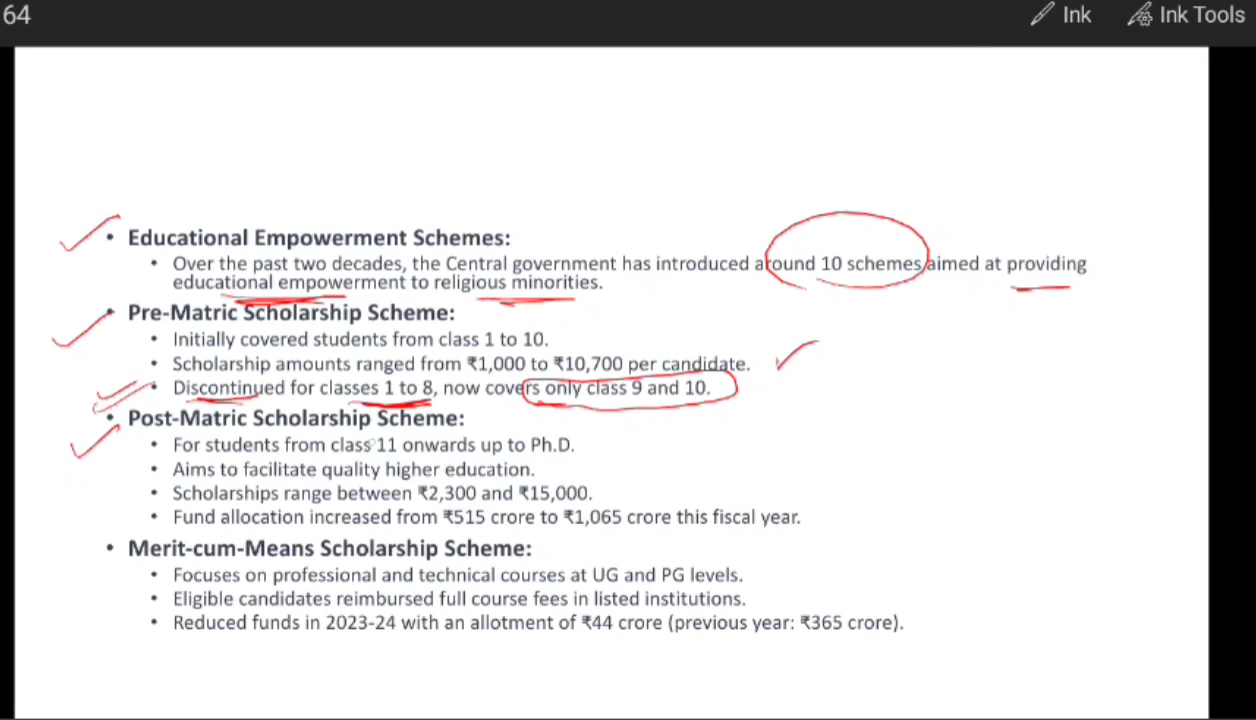 64
Ink
Ink Tools
• Educational Empowerment Schemes:
• Over the past two decades, the Central government has introduced around 10 schemes aimed at providing
educational empowerment to religious minorities.
• Pre-Matric Scholarship Scheme:
• Initially covered students from class 1 to 10.
• Scholarship amounts ranged from ₹1,000 to ₹10,700 per candidate.
• Discontinued for classes 1 to 8, now covers only class 9 and 10.
• Post-Matric Scholarship Scheme:
• For students from class 11 onwards up to Ph.D.
• Aims to facilitate quality higher education.
• Scholarships range between ₹2,300 and ₹15,000.
• Fund allocation increased from ₹515 crore to ₹1,065 crore this fiscal year.
• Merit-cum-Means Scholarship Scheme:
• Focuses on professional and technical courses at UG and PG levels.
• Eligible candidates reimbursed full course fees in listed institutions.
• Reduced funds in 2023-24 with an allotment of ₹44 crore (previous year: ₹365 crore).